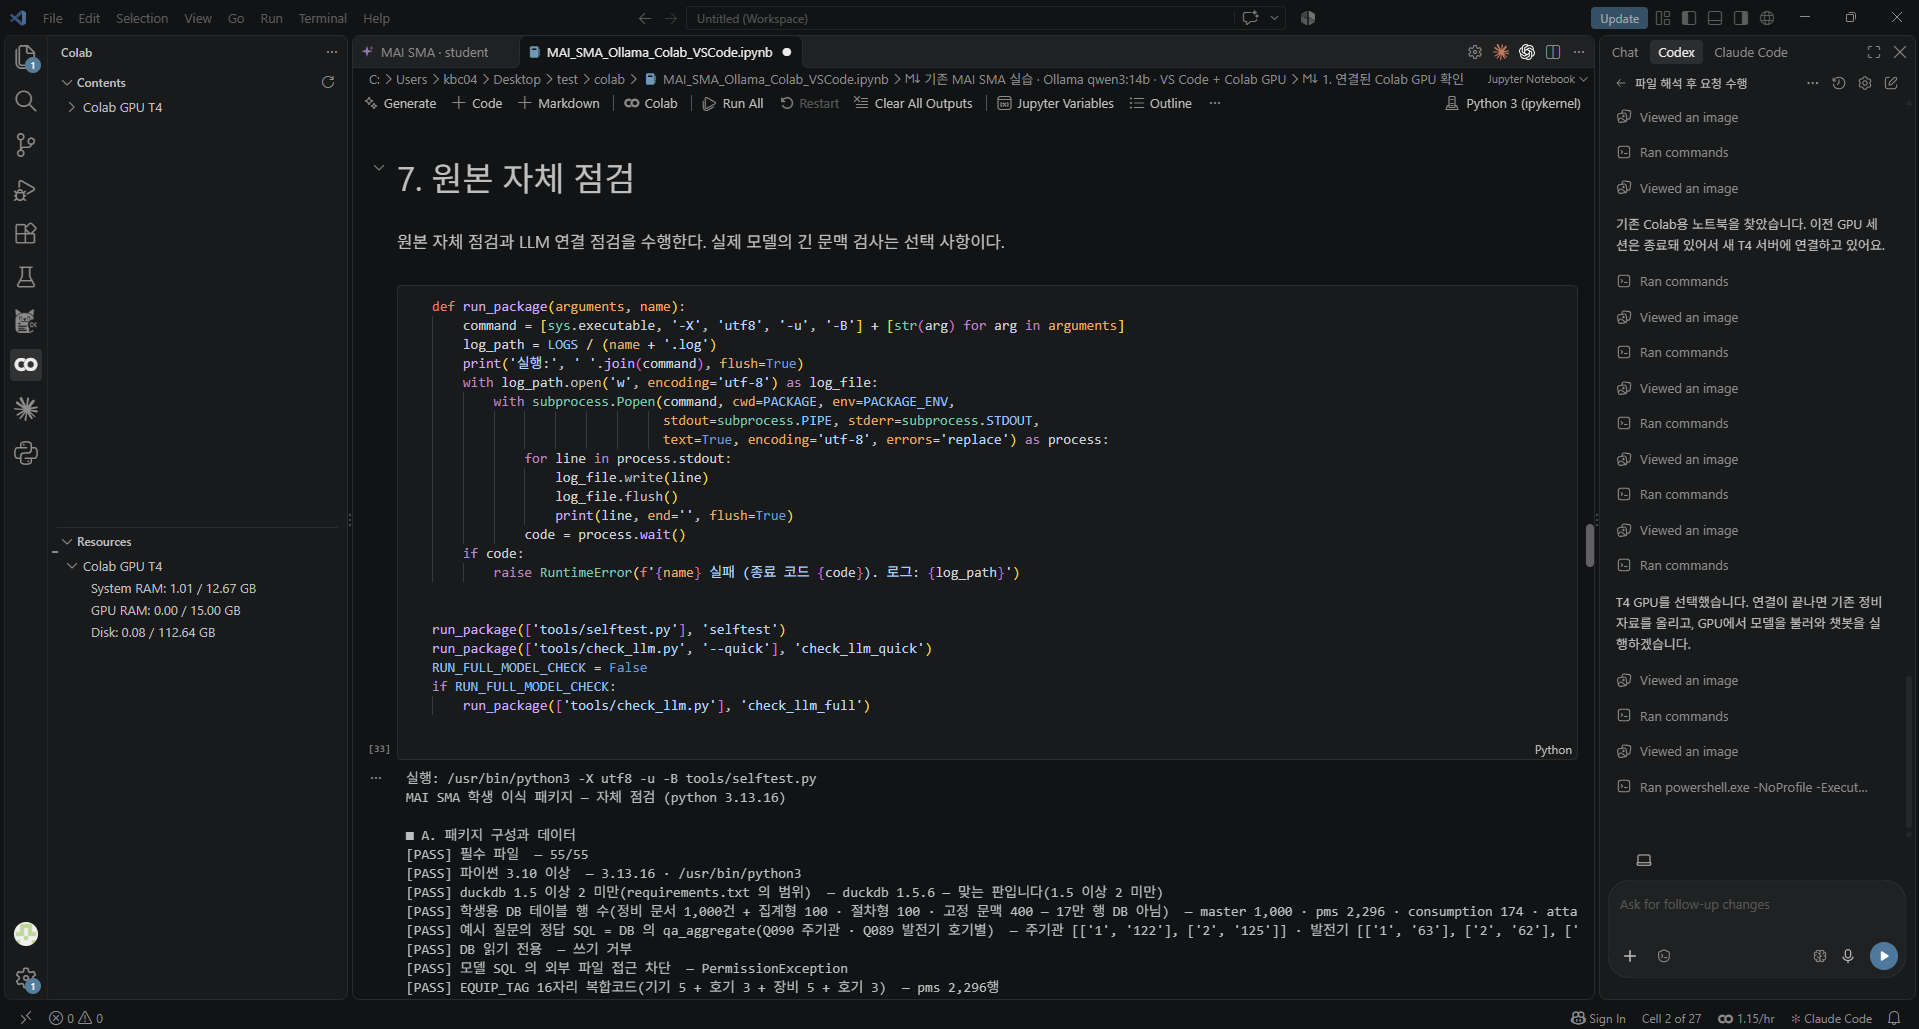 File Edit Selection View Go Run Terminal Help
Untitled (Workspace)
Update
Colab
Contents
Colab GPU T4
Resources
Colab GPU T4
System RAM: 1.01 / 12.67 GB
GPU RAM: 0.00 / 15.00 GB
Disk: 0.08 / 112.64 GB
MAI SMA · student
MAI_SMA_Ollama_Colab_VSCode.ipynb
C: > Users > kbc04 > Desktop > test > colab > MAI_SMA_Ollama_Colab_VSCode.ipynb > M↓ 기존 MAI SMA 실습 · Ollama qwen3:14b · VS Code + Colab GPU > M↓ 1. 연결된 Colab GPU 확인
Jupyter Notebook
Generate + Code + Markdown Colab Run All Restart Clear All Outputs Jupyter Variables Outline ...
Python 3 (ipykernel)
7. 원본 자체 점검
원본 자체 점검과 LLM 연결 점검을 수행한다. 실제 모델의 긴 문맥 검사는 선택 사항이다.
def run_package(arguments, name):
    command = [sys.executable, '-X', 'utf8', '-u', '-B'] + [str(arg) for arg in arguments]
    log_path = LOGS / (name + '.log')
    print('실행:', ' '.join(command), flush=True)
    with log_path.open('w', encoding='utf-8') as log_file:
        with subprocess.Popen(command, cwd=PACKAGE, env=PACKAGE_ENV,
                              stdout=subprocess.PIPE, stderr=subprocess.STDOUT,
                              text=True, encoding='utf-8', errors='replace') as process:
            for line in process.stdout:
                log_file.write(line)
                log_file.flush()
                print(line, end='', flush=True)
            code = process.wait()
    if code:
        raise RuntimeError(f'{name} 실패 (종료 코드 {code}). 로그: {log_path}')
run_package(['tools/selftest.py'], 'selftest')
run_package(['tools/check_llm.py', '--quick'], 'check_llm_quick')
RUN_FULL_MODEL_CHECK = False
if RUN_FULL_MODEL_CHECK:
    run_package(['tools/check_llm.py'], 'check_llm_full')
[33]
Python
실행: /usr/bin/python3 -X utf8 -u -B tools/selftest.py
MAI SMA 학생 이식 패키지 — 자체 점검 (python 3.13.16)
■ A. 패키지 구성과 데이터
[PASS] 필수 파일 — 55/55
[PASS] 파이썬 3.10 이상 — 3.13.16 · /usr/bin/python3
[PASS] duckdb 1.5 이상 2 미만(requirements.txt 의 범위) — duckdb 1.5.6 — 맞는 판입니다(1.5 이상 2 미만)
[PASS] 학생용 DB 테이블 행 수(정비 문서 1,000건 + 집계형 100 · 절차형 100 · 고정 문맥 400 — 17만 행 DB 아님) — master 1,000 · pms 2,296 · consumption 174 · atta
[PASS] 예시 질문의 정답 SQL = DB 의 qa_aggregate(Q090 주기관 · Q089 발전기 호기별) — 주기관 [['1', '122'], ['2', '125']] · 발전기 [['1', '63'], ['2', '62'], ['
[PASS] DB 읽기 전용 — 쓰기 거부
[PASS] 모델 SQL 의 외부 파일 접근 차단 — PermissionException
[PASS] EQUIP_TAG 16자리 복합코드(기기 5 + 호기 3 + 장비 5 + 호기 3) — pms 2,296행
Chat Codex Claude Code
파일 해석 후 요청 수행
Viewed an image
Ran commands
Viewed an image
기존 Colab용 노트북을 찾았습니다. 이전 GPU 세
션은 종료돼 있어서 새 T4 서버에 연결하고 있어요.
Ran commands
Viewed an image
Ran commands
Viewed an image
Ran commands
Viewed an image
Ran commands
Viewed an image
Ran commands
T4 GPU를 선택했습니다. 연결이 끝나면 기존 정비
자료를 올리고, GPU에서 모델을 불러와 챗봇을 실
행하겠습니다.
Viewed an image
Ran commands
Viewed an image
Ran powershell.exe -NoProfile -Execut...
Ask for follow-up changes
0 0
Sign In Cell 2 of 27 1.15/hr Claude Code